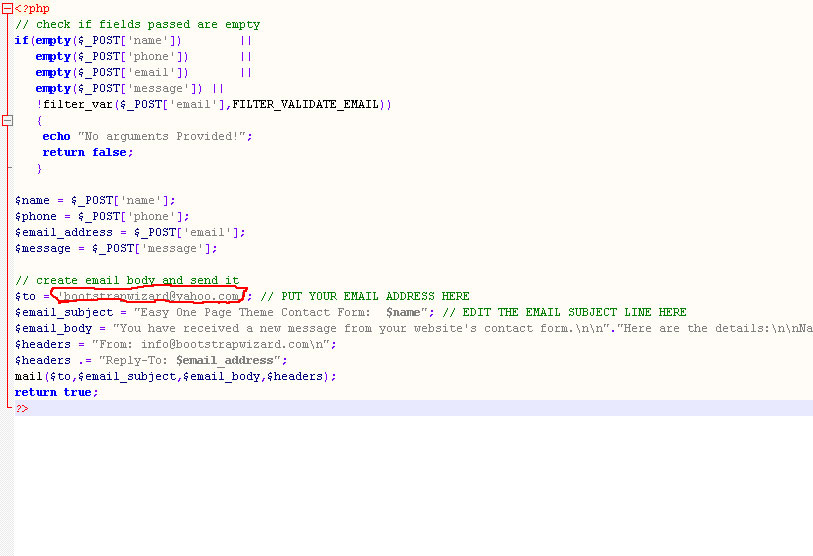 <?php
// check if fields passed are empty
if(empty($_POST['name']) ||
empty($_POST['phone']) ||
empty($_POST['email']) ||
empty($_POST['message']) ||
!filter_var($_POST['email'],FILTER_VALIDATE_EMAIL))
{
echo "No arguments Provided!";
return false;
}
$name = $_POST['name'];
$phone = $_POST['phone'];
$email_address = $_POST['email'];
$message = $_POST['message'];
// create email body and send it
$to = 'bootstrapwizard@yahoo.com'; // PUT YOUR EMAIL ADDRESS HERE
$email_subject = "Easy One Page Theme Contact Form:  $name"; // EDIT THE EMAIL SUBJECT LINE HERE
$email_body = "You have received a new message from your website's contact form.\n\n"."Here are the details:\n\nNa
$headers = "From: info@bootstrapwizard.com\n";
$headers .= "Reply-To: $email_address";
mail($to,$email_subject,$email_body,$headers);
return true;
?>